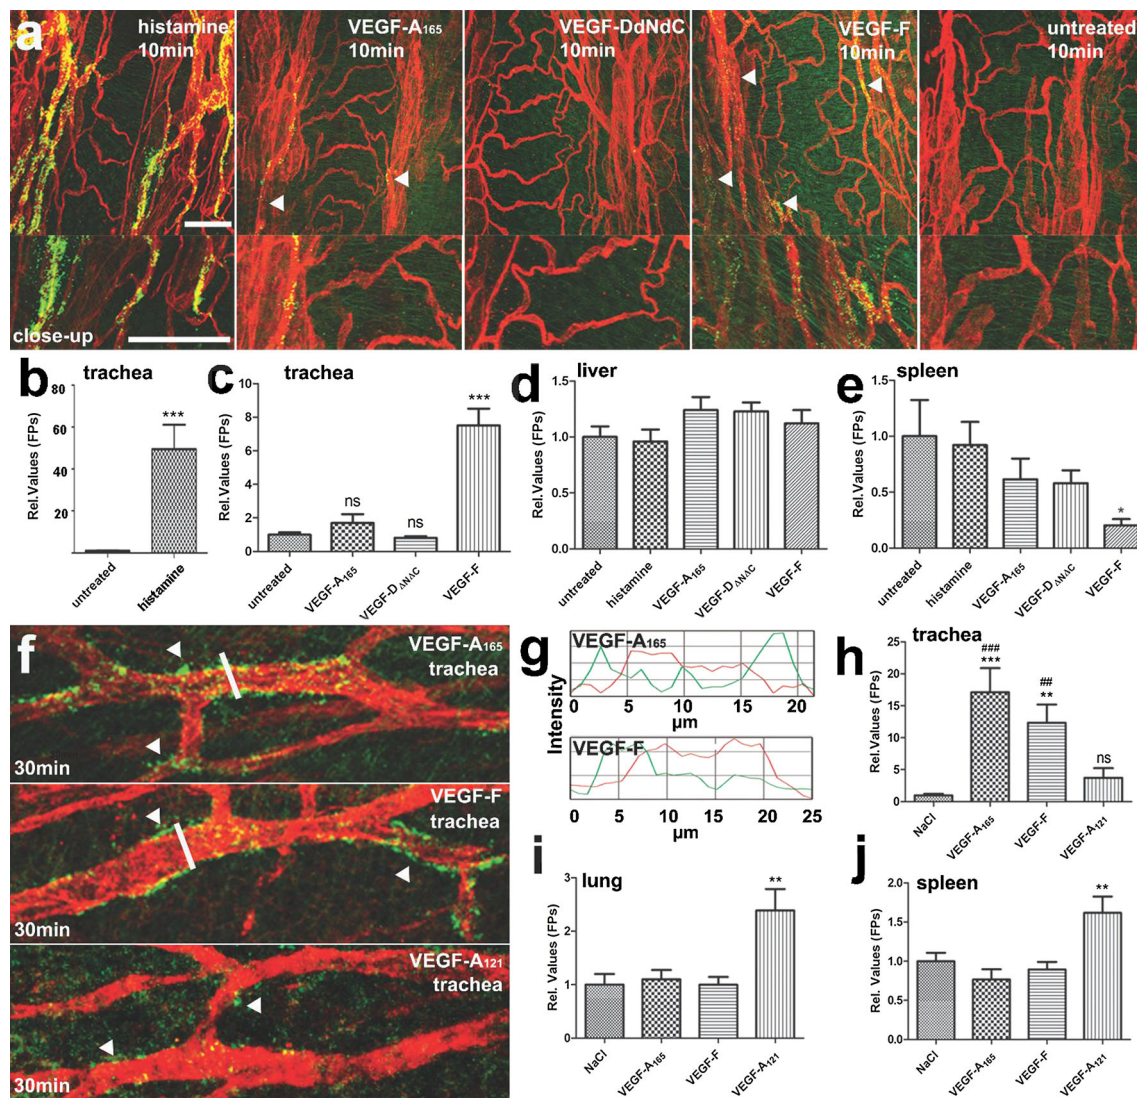 a
histamine
10min
VEGF-A165
10min
VEGF-DdNdC
10min
VEGF-F
10min
untreated
10min
close-up
b
trachea
Rel.Values (FPs)
80
60
40
20
***
untreated
histamine
c
trachea
Rel.Values (FPs)
8
6
4
2
0
ns
ns
***
untreated
VEGF-A165
VEGF-DΔNΔC
VEGF-F
d
liver
Rel.Values (FPs)
1.5
1.0
0.5
0.0
untreated
histamine
VEGF-A165
VEGF-DΔNΔC
VEGF-F
e
spleen
Rel.Values (FPs)
1.5
1.0
0.5
0.0
*
untreated
histamine
VEGF-A165
VEGF-DΔNΔC
VEGF-F
f
VEGF-A165
trachea
30min
VEGF-F
trachea
30min
VEGF-A121
trachea
30min
g
VEGF-A165
0 5 10 15 20
µm
Intensity
VEGF-F
0 5 10 15 20 25
µm
h
trachea
Rel.Values (FPs)
25
20
15
10
5
0
###
***
##
**
ns
NaCl
VEGF-A165
VEGF-F
VEGF-A121
i
lung
Rel. Values (FPs)
3
2
1
0
**
NaCl
VEGF-A165
VEGF-F
VEGF-A121
j
spleen
Rel. Values (FPs)
2.0
1.5
1.0
0.5
0.0
**
NaCl
VEGF-A165
VEGF-F
VEGF-A121